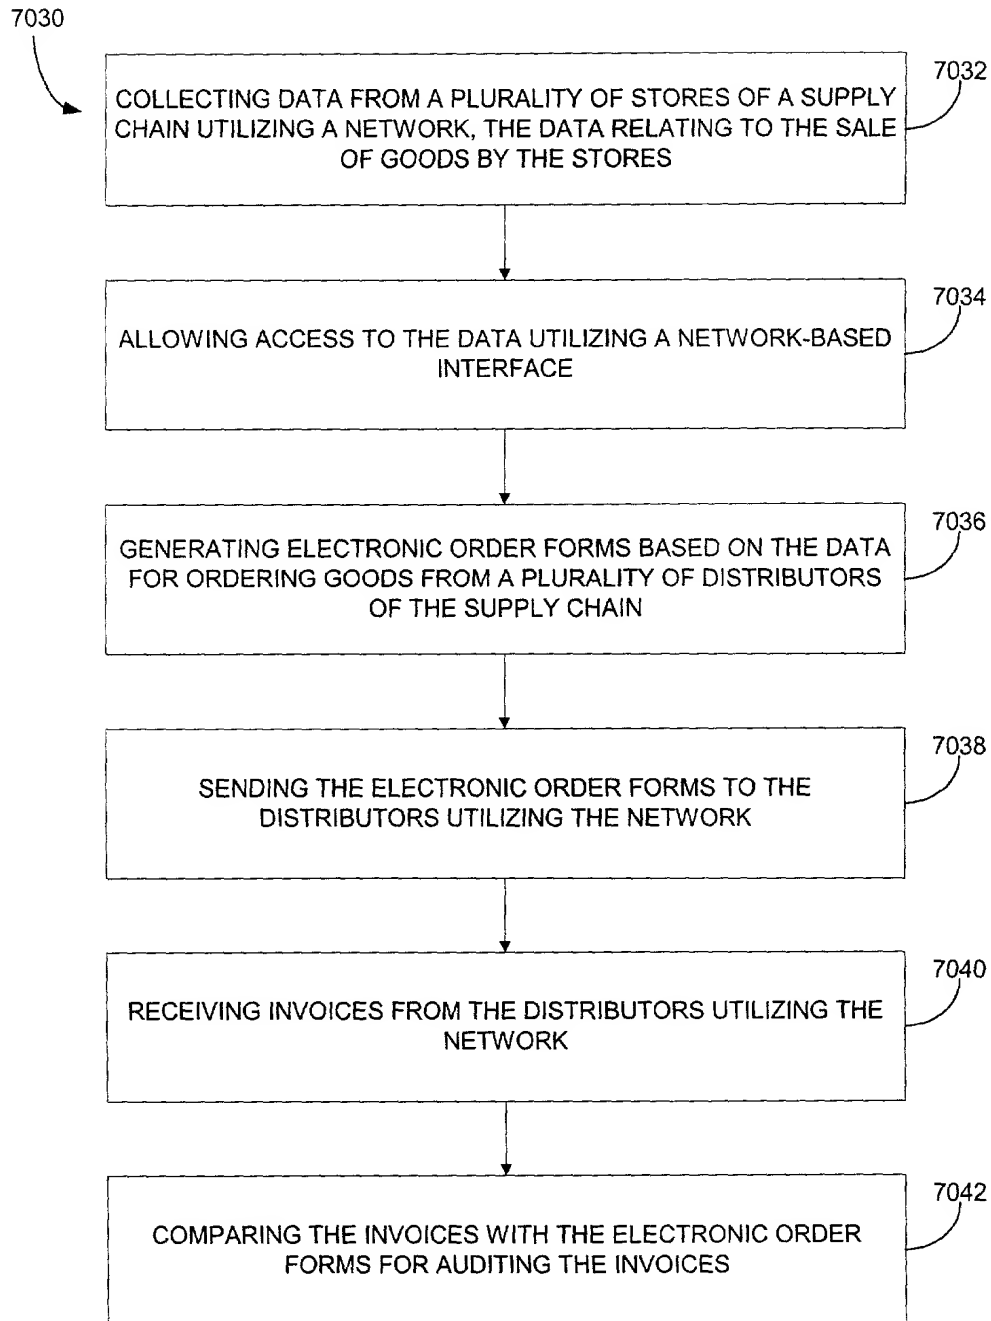 7030
7032
COLLECTING DATA FROM A PLURALITY OF STORES OF A SUPPLY
CHAIN UTILIZING A NETWORK, THE DATA RELATING TO THE SALE
OF GOODS BY THE STORES
7034
ALLOWING ACCESS TO THE DATA UTILIZING A NETWORK-BASED
INTERFACE
7036
GENERATING ELECTRONIC ORDER FORMS BASED ON THE DATA
FOR ORDERING GOODS FROM A PLURALITY OF DISTRIBUTORS
OF THE SUPPLY CHAIN
7038
SENDING THE ELECTRONIC ORDER FORMS TO THE
DISTRIBUTORS UTILIZING THE NETWORK
7040
RECEIVING INVOICES FROM THE DISTRIBUTORS UTILIZING THE
NETWORK
7042
COMPARING THE INVOICES WITH THE ELECTRONIC ORDER
FORMS FOR AUDITING THE INVOICES